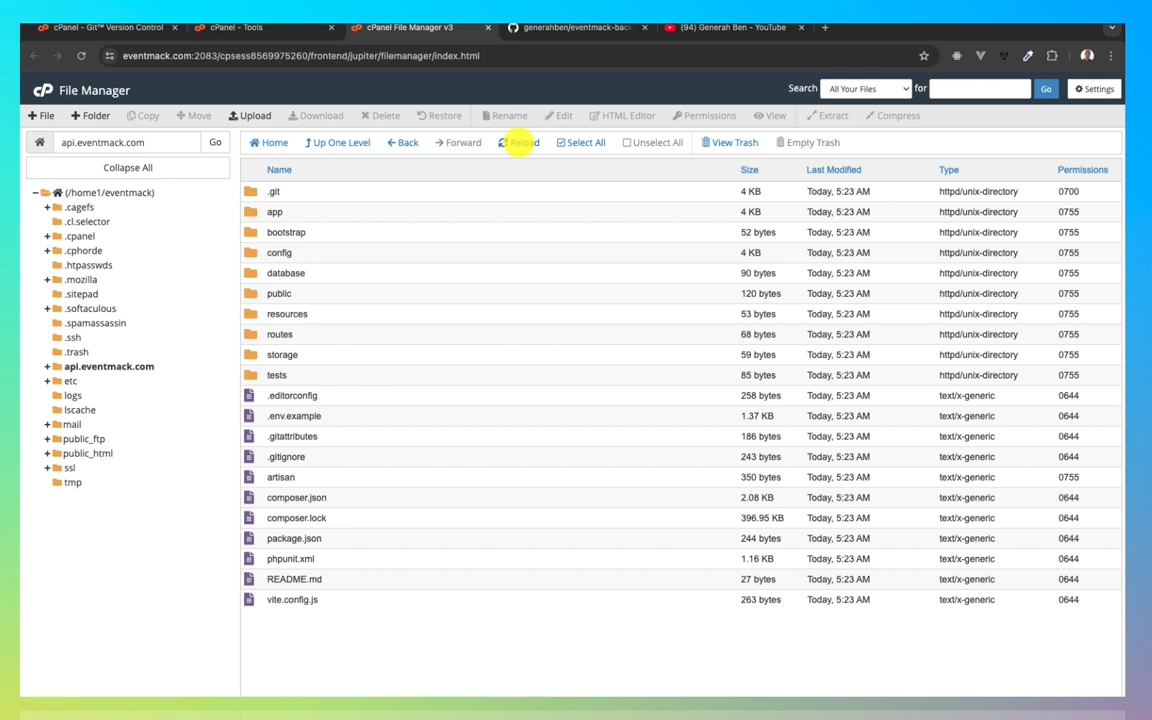 cPanel - Git™ Version Control
cPanel - Tools
cPanel File Manager v3
generahben/eventmack-back
(94) Generah Ben - YouTube
eventmack.com:2083/cpsess8569975260/frontend/jupiter/filemanager/index.html
cP File Manager
Search All Your Files for Go Settings
File Folder Copy Move Upload Download Delete Restore Rename Edit HTML Editor Permissions View Extract Compress
api.eventmack.com Go
Home Up One Level Back Forward Reload Select All Unselect All View Trash Empty Trash
Collapse All
(/home1/eventmack)
.cagefs
.cl.selector
.cpanel
.cphorde
.htpasswds
.mozilla
.sitepad
.softaculous
.spamassassin
.ssh
.trash
api.eventmack.com
etc
logs
lscache
mail
public_ftp
public_html
ssl
tmp
Name Size Last Modified Type Permissions
.git 4 KB Today, 5:23 AM httpd/unix-directory 0700
app 4 KB Today, 5:23 AM httpd/unix-directory 0755
bootstrap 52 bytes Today, 5:23 AM httpd/unix-directory 0755
config 4 KB Today, 5:23 AM httpd/unix-directory 0755
database 90 bytes Today, 5:23 AM httpd/unix-directory 0755
public 120 bytes Today, 5:23 AM httpd/unix-directory 0755
resources 53 bytes Today, 5:23 AM httpd/unix-directory 0755
routes 68 bytes Today, 5:23 AM httpd/unix-directory 0755
storage 59 bytes Today, 5:23 AM httpd/unix-directory 0755
tests 85 bytes Today, 5:23 AM httpd/unix-directory 0755
.editorconfig 258 bytes Today, 5:23 AM text/x-generic 0644
.env.example 1.37 KB Today, 5:23 AM text/x-generic 0644
.gitattributes 186 bytes Today, 5:23 AM text/x-generic 0644
.gitignore 243 bytes Today, 5:23 AM text/x-generic 0644
artisan 350 bytes Today, 5:23 AM text/x-generic 0755
composer.json 2.08 KB Today, 5:23 AM text/x-generic 0644
composer.lock 396.95 KB Today, 5:23 AM text/x-generic 0644
package.json 244 bytes Today, 5:23 AM text/x-generic 0644
phpunit.xml 1.16 KB Today, 5:23 AM text/x-generic 0644
README.md 27 bytes Today, 5:23 AM text/x-generic 0644
vite.config.js 263 bytes Today, 5:23 AM text/x-generic 0644